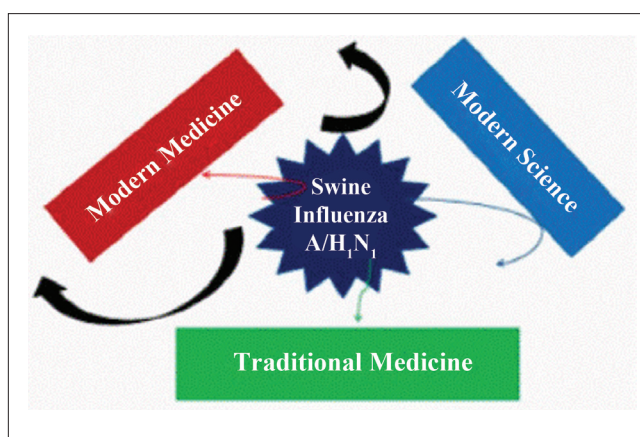 Modern Medicine
Modern Science
Swine
Influenza
A/H₁N₁
Traditional Medicine